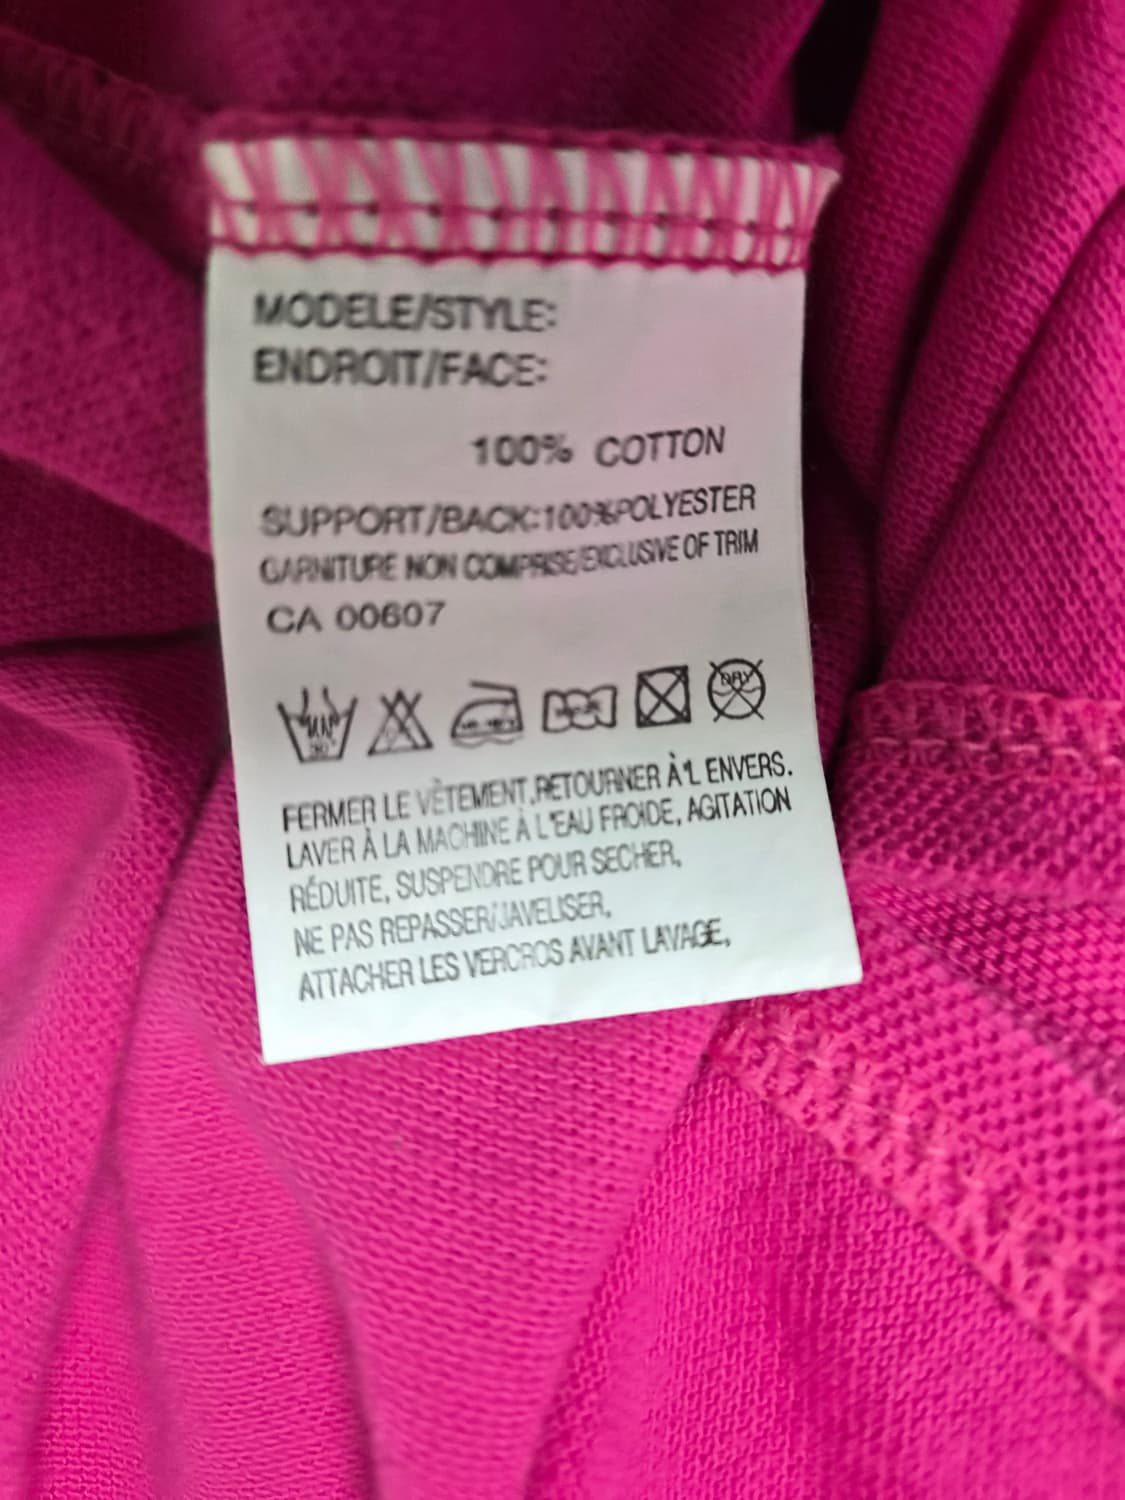 MODELE/STYLE:
ENDROIT/FACE:
100% COTTON
SUPPORT/BACK:100%POLYESTER
GARNITURE NON COMPRISE/EXCLUSIVE OF TRIM
CA 00607
30°
DRY
FERMER LE VÊTEMENT,RETOURNER À'L ENVERS.
LAVER À LA MACHINE À L'EAU FROIDE, AGITATION
RÉDUITE, SUSPENDRE POUR SECHER,
NE PAS REPASSER/JAVELISER,
ATTACHER LES VERCROS AVANT LAVAGE,